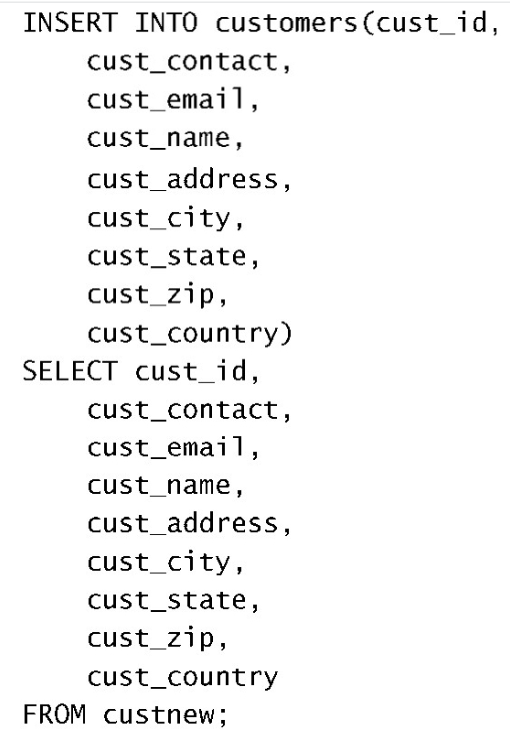 INSERT INTO customers(cust_id,
    cust_contact,
    cust_email,
    cust_name,
    cust_address,
    cust_city,
    cust_state,
    cust_zip,
    cust_country)
SELECT cust_id,
    cust_contact,
    cust_email,
    cust_name,
    cust_address,
    cust_city,
    cust_state,
    cust_zip,
    cust_country
FROM custnew;